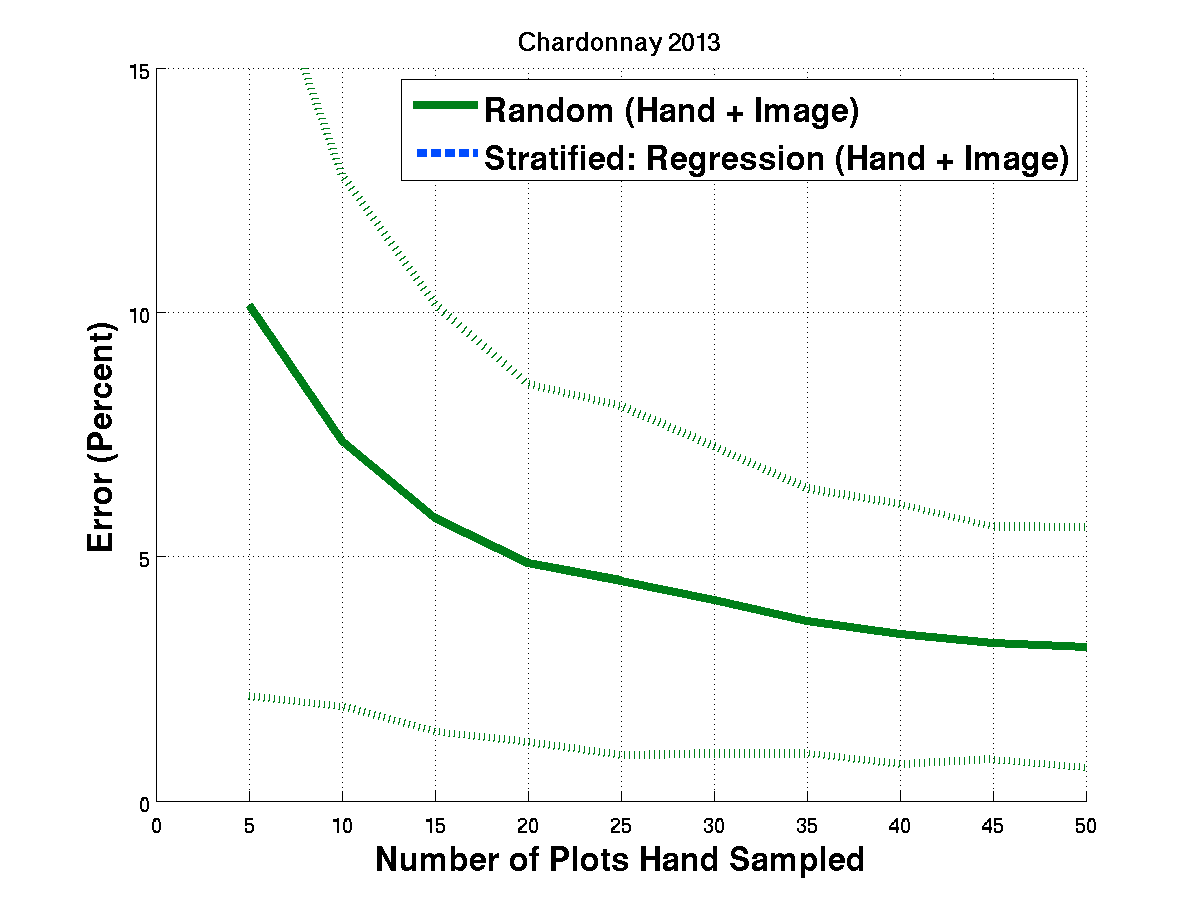 Chardonnay 2013
Random (Hand + Image)
Stratified: Regression (Hand + Image)
15
10
5
0
Error (Percent)
0 5 10 15 20 25 30 35 40 45 50
Number of Plots Hand Sampled